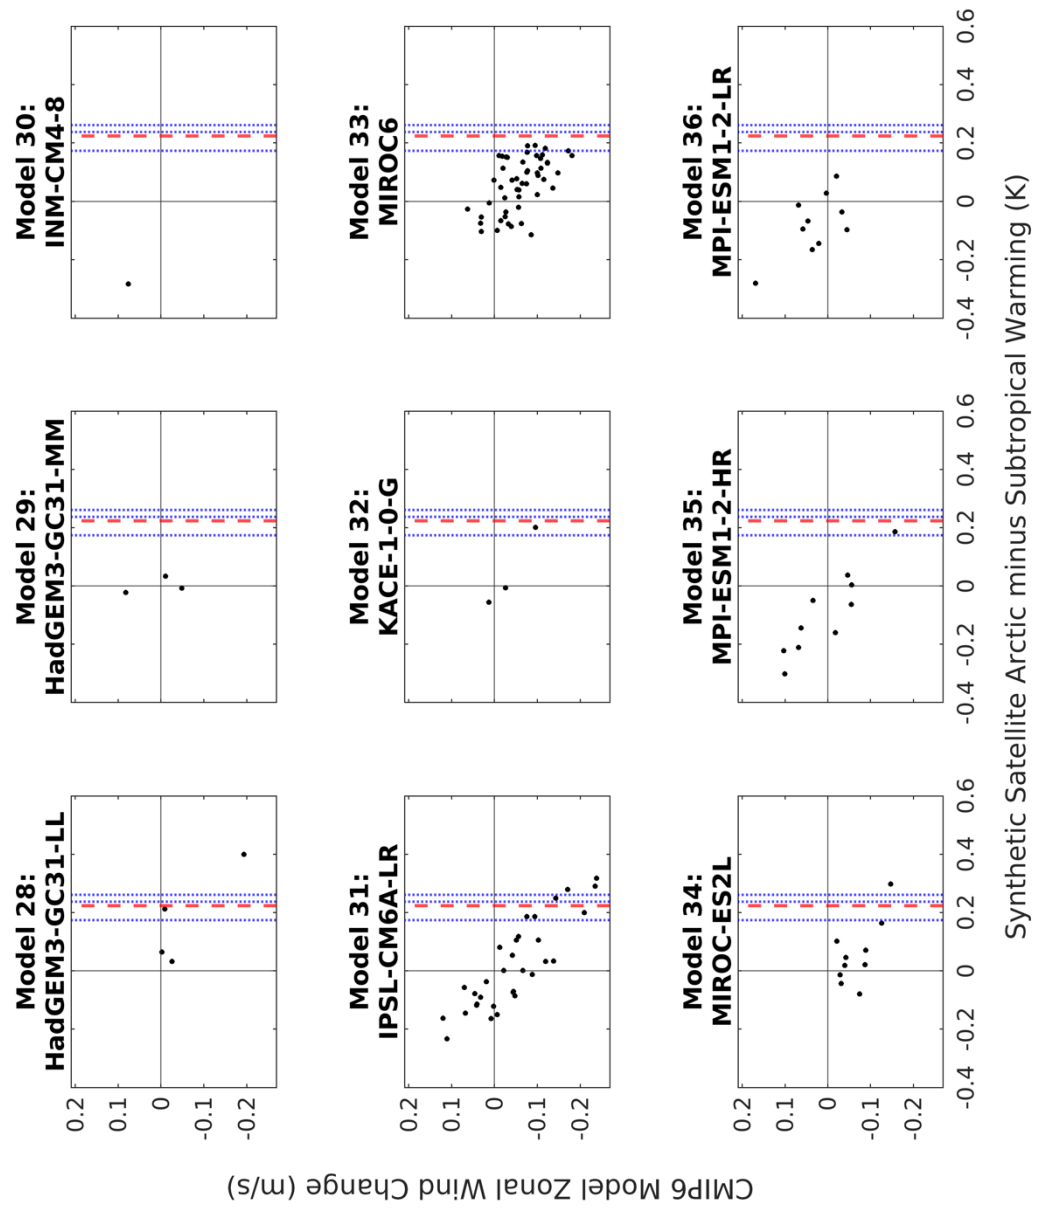 Model 28:
HadGEM3-GC31-LL
Model 29:
HadGEM3-GC31-MM
Model 30:
INM-CM4-8
0.2
0.1
0
-0.1
-0.2
Model 31:
IPSL-CM6A-LR
Model 32:
KACE-1-0-G
Model 33:
MIROC6
0.2
0.1
0
-0.1
-0.2
Model 34:
MIROC-ES2L
Model 35:
MPI-ESM1-2-HR
Model 36:
MPI-ESM1-2-LR
0.2
0.1
0
-0.1
-0.2
-0.4 -0.2 0 0.2 0.4 0.6
-0.4 -0.2 0 0.2 0.4 0.6
-0.4 -0.2 0 0.2 0.4 0.6
CMIP6 Model Zonal Wind Change (m/s)
Synthetic Satellite Arctic minus Subtropical Warming (K)